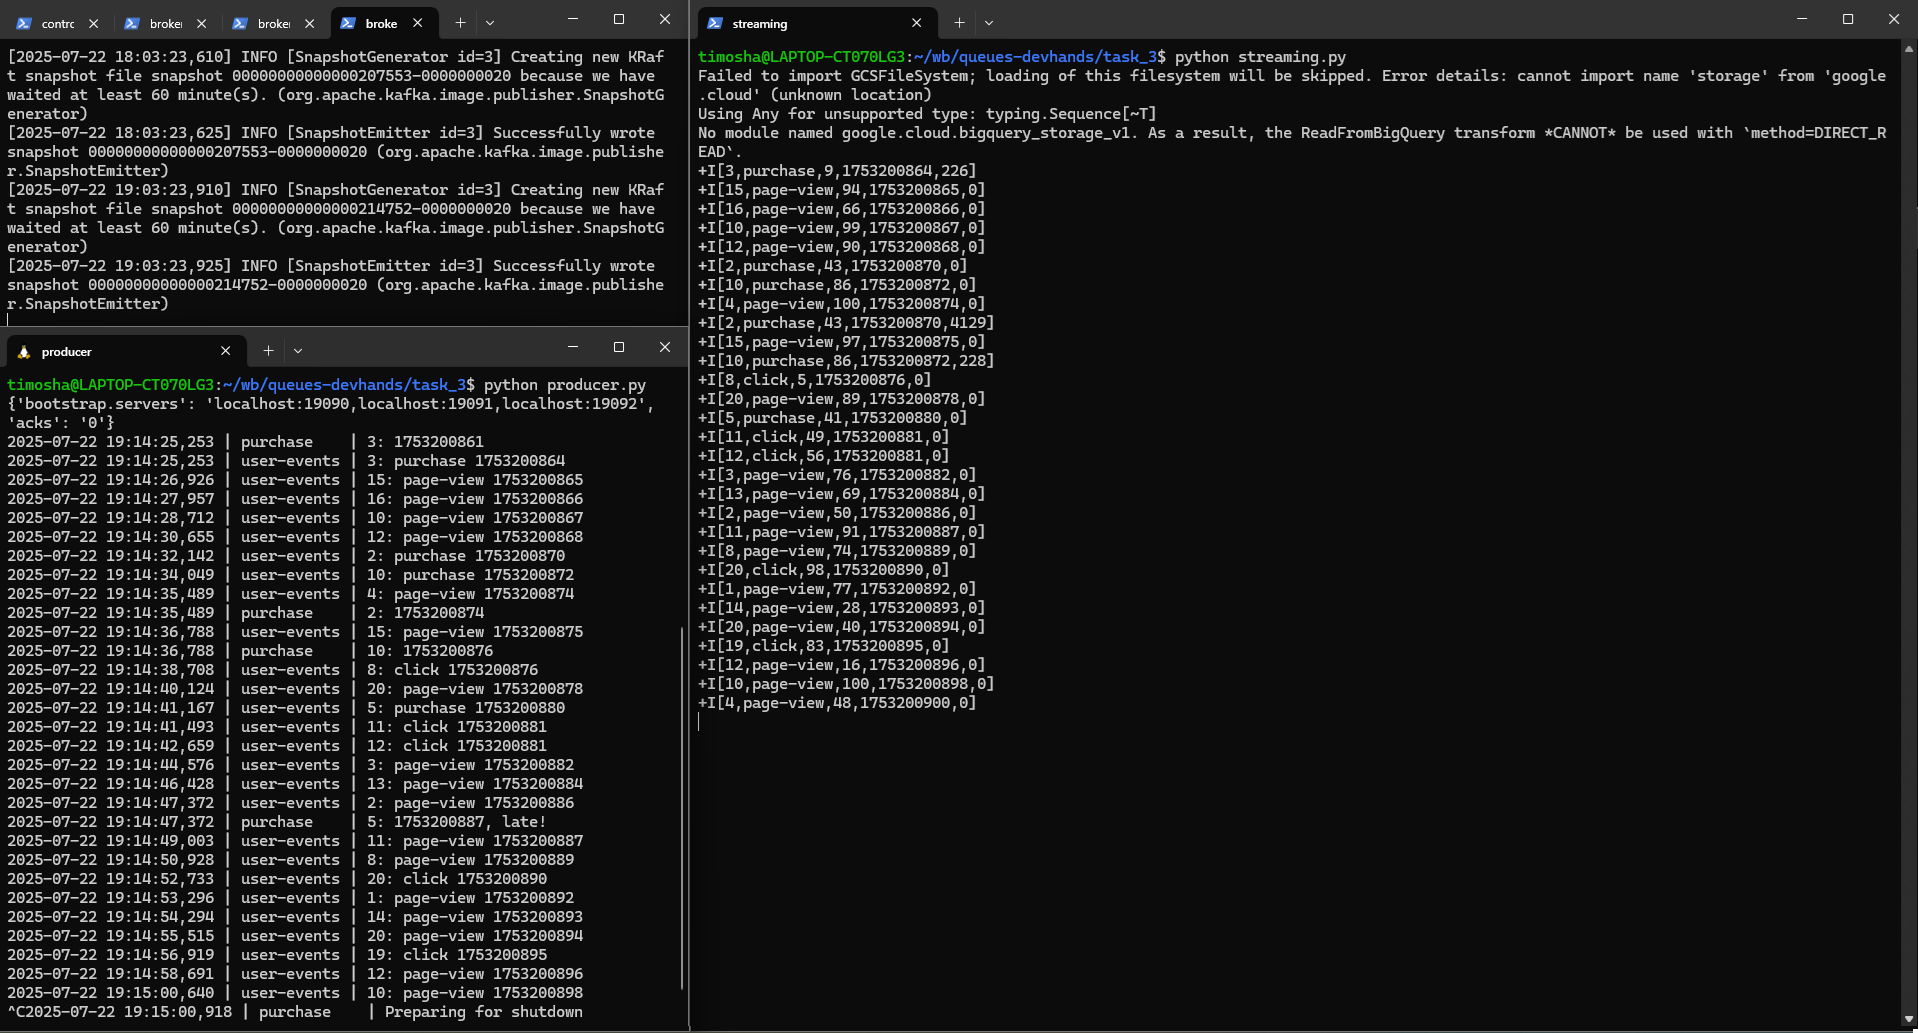 contro
broker
broker
broke
[2025-07-22 18:03:23,610] INFO [SnapshotGenerator id=3] Creating new KRaf
t snapshot file snapshot 00000000000000207553-0000000020 because we have
waited at least 60 minute(s). (org.apache.kafka.image.publisher.SnapshotG
enerator)
[2025-07-22 18:03:23,625] INFO [SnapshotEmitter id=3] Successfully wrote
snapshot 00000000000000207553-0000000020 (org.apache.kafka.image.publishe
r.SnapshotEmitter)
[2025-07-22 19:03:23,910] INFO [SnapshotGenerator id=3] Creating new KRaf
t snapshot file snapshot 00000000000000214752-0000000020 because we have
waited at least 60 minute(s). (org.apache.kafka.image.publisher.SnapshotG
enerator)
[2025-07-22 19:03:23,925] INFO [SnapshotEmitter id=3] Successfully wrote
snapshot 00000000000000214752-0000000020 (org.apache.kafka.image.publishe
r.SnapshotEmitter)
producer
timosha@LAPTOP-CT070LG3:~/wb/queues-devhands/task_3$ python producer.py
{'bootstrap.servers': 'localhost:19090,localhost:19091,localhost:19092',
'acks': '0'}
2025-07-22 19:14:25,253 | purchase    | 3: 1753200861
2025-07-22 19:14:25,253 | user-events | 3: purchase 1753200864
2025-07-22 19:14:26,926 | user-events | 15: page-view 1753200865
2025-07-22 19:14:27,957 | user-events | 16: page-view 1753200866
2025-07-22 19:14:28,712 | user-events | 10: page-view 1753200867
2025-07-22 19:14:30,655 | user-events | 12: page-view 1753200868
2025-07-22 19:14:32,142 | user-events | 2: purchase 1753200870
2025-07-22 19:14:34,049 | user-events | 10: purchase 1753200872
2025-07-22 19:14:35,489 | user-events | 4: page-view 1753200874
2025-07-22 19:14:35,489 | purchase    | 2: 1753200874
2025-07-22 19:14:36,788 | user-events | 15: page-view 1753200875
2025-07-22 19:14:36,788 | purchase    | 10: 1753200876
2025-07-22 19:14:38,708 | user-events | 8: click 1753200876
2025-07-22 19:14:40,124 | user-events | 20: page-view 1753200878
2025-07-22 19:14:41,167 | user-events | 5: purchase 1753200880
2025-07-22 19:14:41,493 | user-events | 11: click 1753200881
2025-07-22 19:14:42,659 | user-events | 12: click 1753200881
2025-07-22 19:14:44,576 | user-events | 3: page-view 1753200882
2025-07-22 19:14:46,428 | user-events | 13: page-view 1753200884
2025-07-22 19:14:47,372 | user-events | 2: page-view 1753200886
2025-07-22 19:14:47,372 | purchase    | 5: 1753200887, late!
2025-07-22 19:14:49,003 | user-events | 11: page-view 1753200887
2025-07-22 19:14:50,928 | user-events | 8: page-view 1753200889
2025-07-22 19:14:52,733 | user-events | 20: click 1753200890
2025-07-22 19:14:53,296 | user-events | 1: page-view 1753200892
2025-07-22 19:14:54,294 | user-events | 14: page-view 1753200893
2025-07-22 19:14:55,515 | user-events | 20: page-view 1753200894
2025-07-22 19:14:56,919 | user-events | 19: click 1753200895
2025-07-22 19:14:58,691 | user-events | 12: page-view 1753200896
2025-07-22 19:15:00,640 | user-events | 10: page-view 1753200898
^C2025-07-22 19:15:00,918 | purchase    | Preparing for shutdown
streaming
timosha@LAPTOP-CT070LG3:~/wb/queues-devhands/task_3$ python streaming.py
Failed to import GCSFileSystem; loading of this filesystem will be skipped. Error details: cannot import name 'storage' from 'google
.cloud' (unknown location)
Using Any for unsupported type: typing.Sequence[~T]
No module named google.cloud.bigquery_storage_v1. As a result, the ReadFromBigQuery transform *CANNOT* be used with `method=DIRECT_R
EAD`.
+I[3,purchase,9,1753200864,226]
+I[15,page-view,94,1753200865,0]
+I[16,page-view,66,1753200866,0]
+I[10,page-view,99,1753200867,0]
+I[12,page-view,90,1753200868,0]
+I[2,purchase,43,1753200870,0]
+I[10,purchase,86,1753200872,0]
+I[4,page-view,100,1753200874,0]
+I[2,purchase,43,1753200870,4129]
+I[15,page-view,97,1753200875,0]
+I[10,purchase,86,1753200872,228]
+I[8,click,5,1753200876,0]
+I[20,page-view,89,1753200878,0]
+I[5,purchase,41,1753200880,0]
+I[11,click,49,1753200881,0]
+I[12,click,56,1753200881,0]
+I[3,page-view,76,1753200882,0]
+I[13,page-view,69,1753200884,0]
+I[2,page-view,50,1753200886,0]
+I[11,page-view,91,1753200887,0]
+I[8,page-view,74,1753200889,0]
+I[20,click,98,1753200890,0]
+I[1,page-view,77,1753200892,0]
+I[14,page-view,28,1753200893,0]
+I[20,page-view,40,1753200894,0]
+I[19,click,83,1753200895,0]
+I[12,page-view,16,1753200896,0]
+I[10,page-view,100,1753200898,0]
+I[4,page-view,48,1753200900,0]